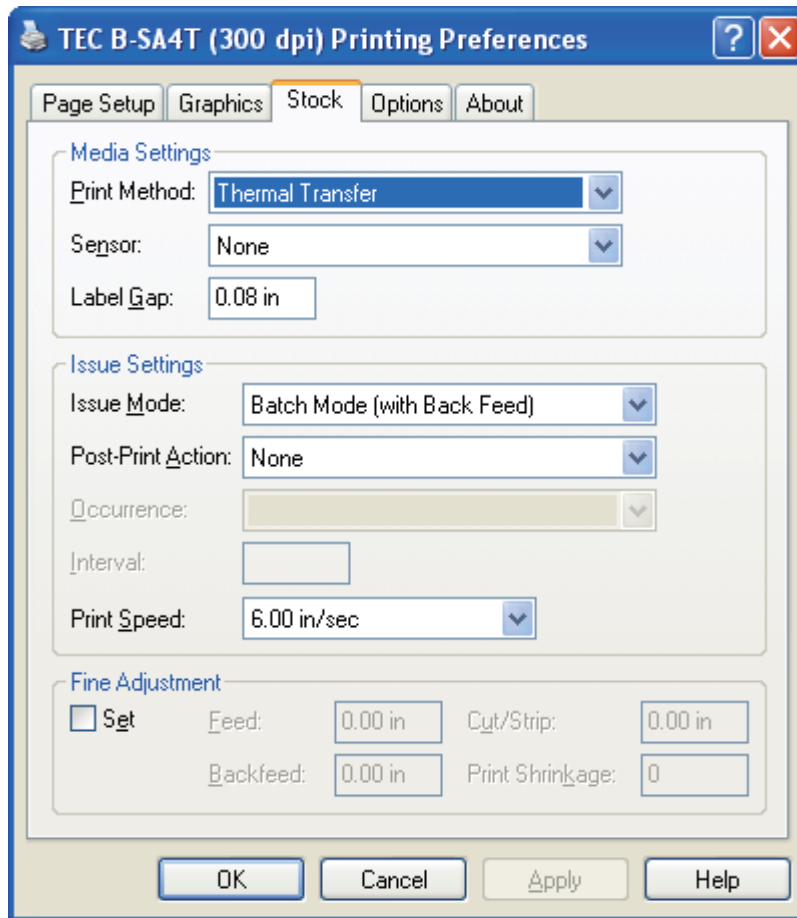 TEC B-SA4T (300 dpi) Printing Preferences
Page Setup Graphics Stock Options About
Media Settings
Print Method: Thermal Transfer
Sensor: None
Label Gap: 0.08 in
Issue Settings
Issue Mode: Batch Mode (with Back Feed)
Post-Print Action: None
Occurrence:
Interval:
Print Speed: 6.00 in/sec
Fine Adjustment
Set Feed: 0.00 in Cut/Strip: 0.00 in
Backfeed: 0.00 in Print Shrinkage: 0
OK Cancel Apply Help